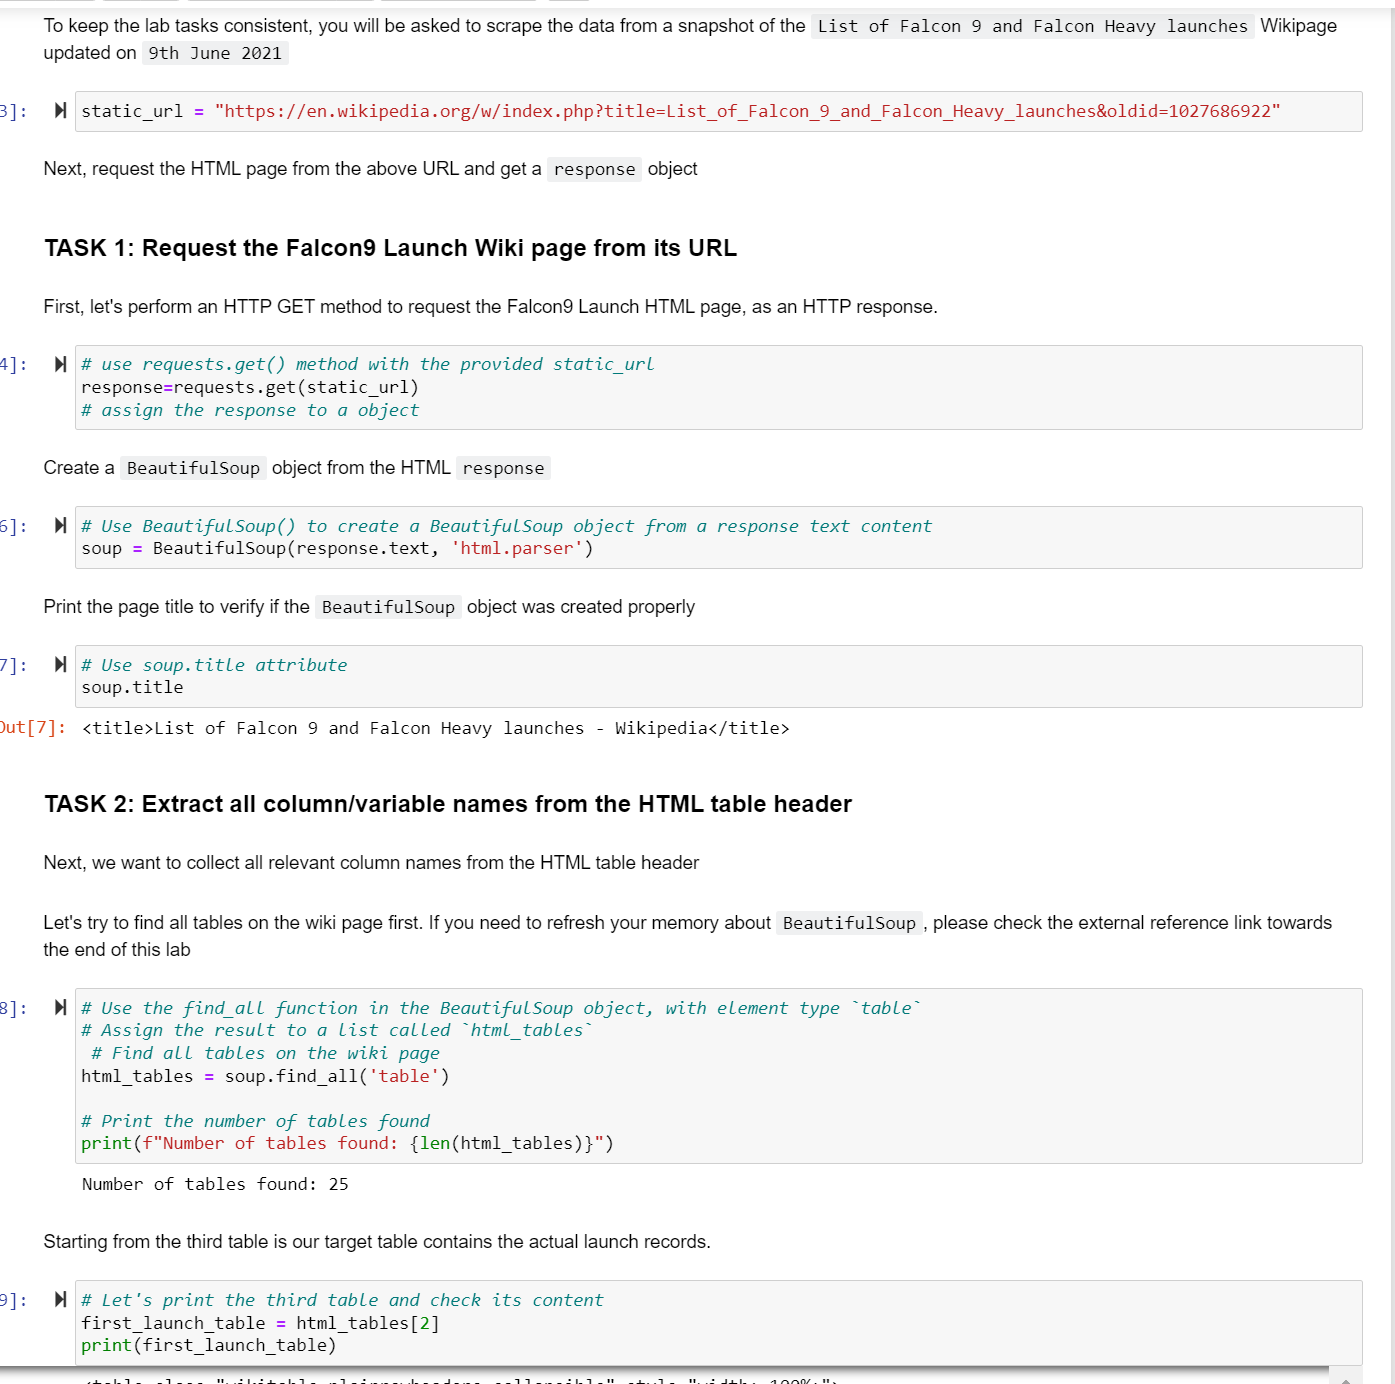 To keep the lab tasks consistent, you will be asked to scrape the data from a snapshot of the List of Falcon 9 and Falcon Heavy launches Wikipage
updated on 9th June 2021
3]: static_url = "https://en.wikipedia.org/w/index.php?title=List_of_Falcon_9_and_Falcon_Heavy_launches&oldid=1027686922"
Next, request the HTML page from the above URL and get a response object
TASK 1: Request the Falcon9 Launch Wiki page from its URL
First, let's perform an HTTP GET method to request the Falcon9 Launch HTML page, as an HTTP response.
4]: # use requests.get() method with the provided static_url
response=requests.get(static_url)
# assign the response to a object
Create a BeautifulSoup object from the HTML response
6]: # Use BeautifulSoup() to create a BeautifulSoup object from a response text content
soup = BeautifulSoup(response.text, 'html.parser')
Print the page title to verify if the BeautifulSoup object was created properly
7]: # Use soup.title attribute
soup.title
Out[7]: <title>List of Falcon 9 and Falcon Heavy launches - Wikipedia</title>
TASK 2: Extract all column/variable names from the HTML table header
Next, we want to collect all relevant column names from the HTML table header
Let's try to find all tables on the wiki page first. If you need to refresh your memory about BeautifulSoup , please check the external reference link towards
the end of this lab
8]: # Use the find_all function in the BeautifulSoup object, with element type `table`
# Assign the result to a list called `html_tables`
# Find all tables on the wiki page
html_tables = soup.find_all('table')
# Print the number of tables found
print(f"Number of tables found: {len(html_tables)}")
Number of tables found: 25
Starting from the third table is our target table contains the actual launch records.
9]: # Let's print the third table and check its content
first_launch_table = html_tables[2]
print(first_launch_table)